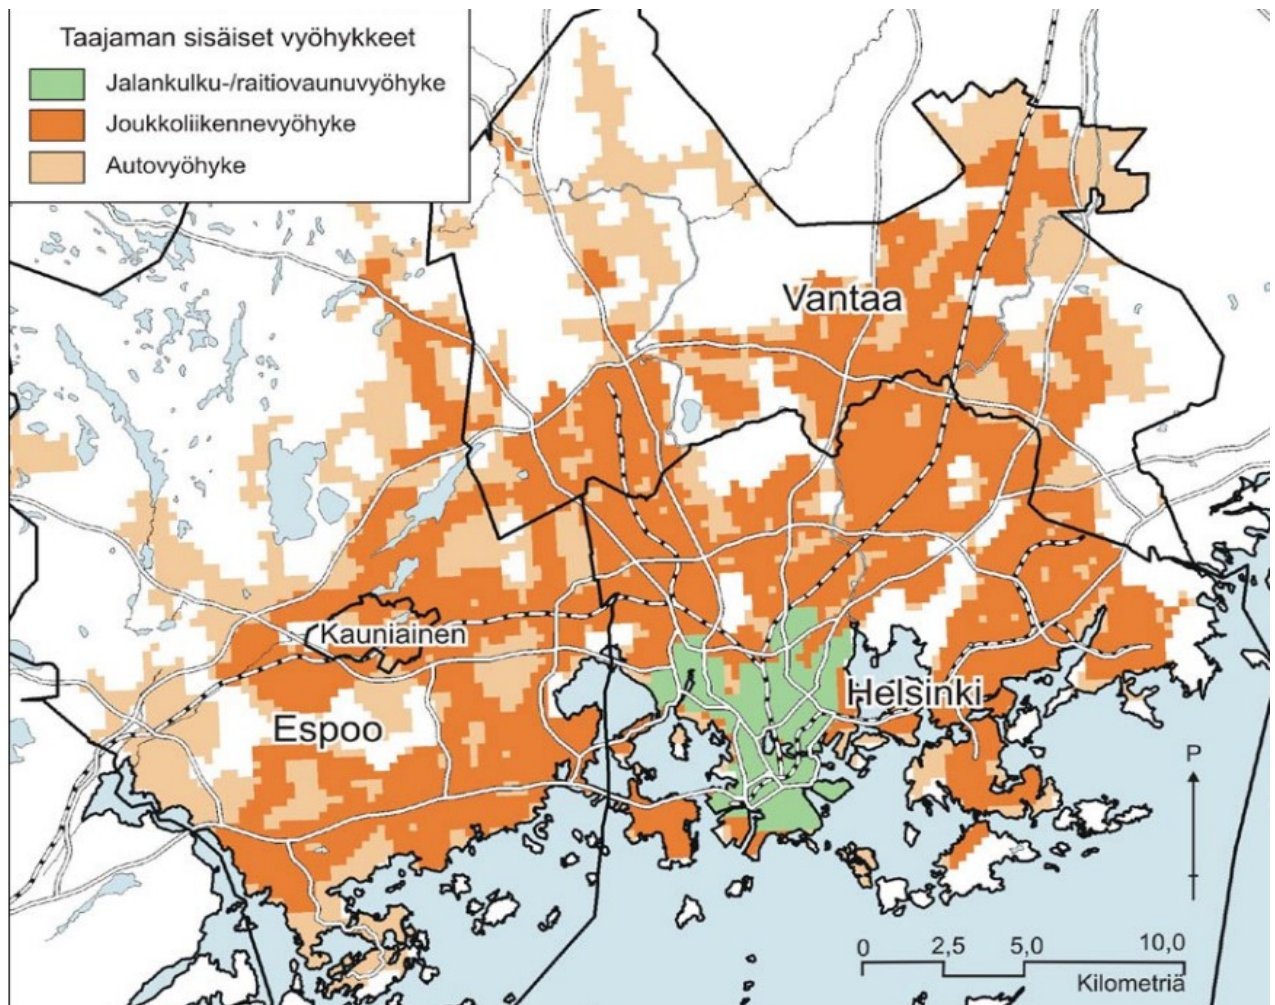 Taajaman sisäiset vyöhykkeet
Jalankulku-/raitiovaunuvyöhyke
Joukkoliikennevyöhyke
Autovyöhyke
Vantaa
Kauniainen
Helsinki
Espoo
P
0 2,5 5,0 10,0
Kilometriä